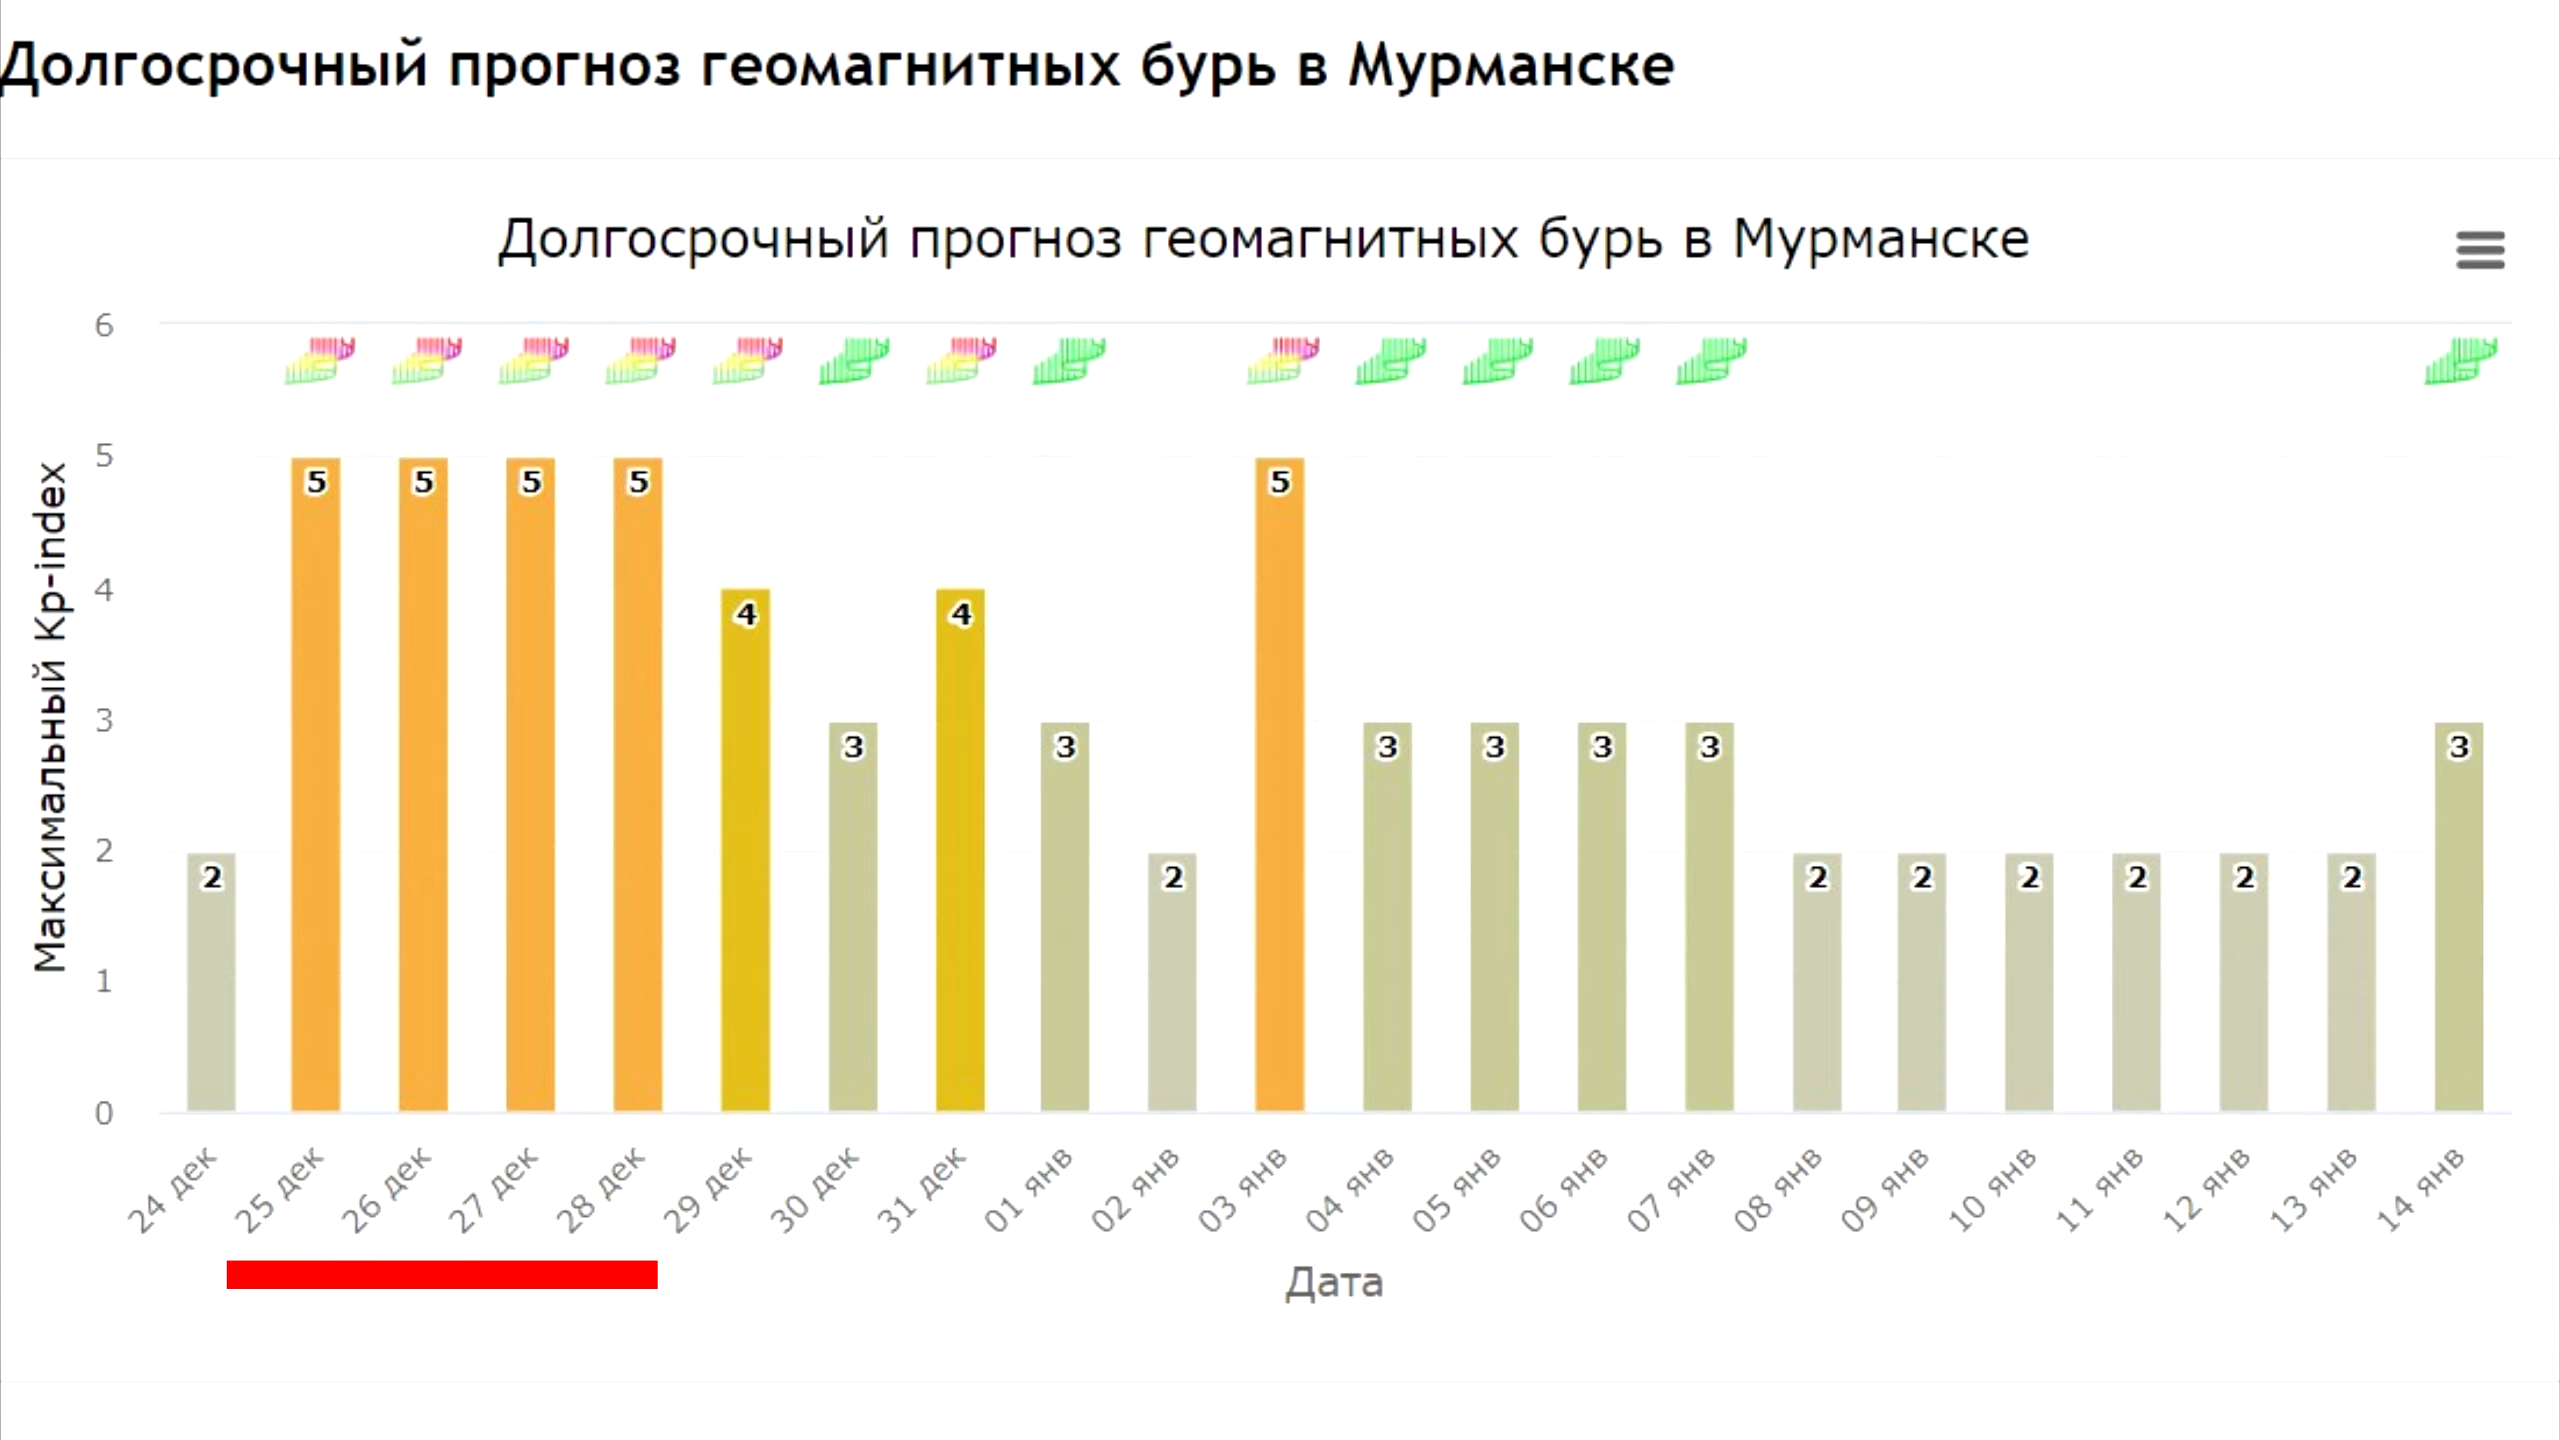 Долгосрочный прогноз геомагнитных бурь в Мурманске
Долгосрочный прогноз геомагнитных бурь в Мурманске
Максимальный Kp-index
6
5
4
3
2
1
0
2
5
5
5
5
4
3
4
3
2
5
3
3
3
3
2
2
2
2
2
2
3
24 дек
25 дек
26 дек
27 дек
28 дек
29 дек
30 дек
31 дек
01 янв
02 янв
03 янв
04 янв
05 янв
06 янв
07 янв
08 янв
09 янв
10 янв
11 янв
12 янв
13 янв
14 янв
Дата